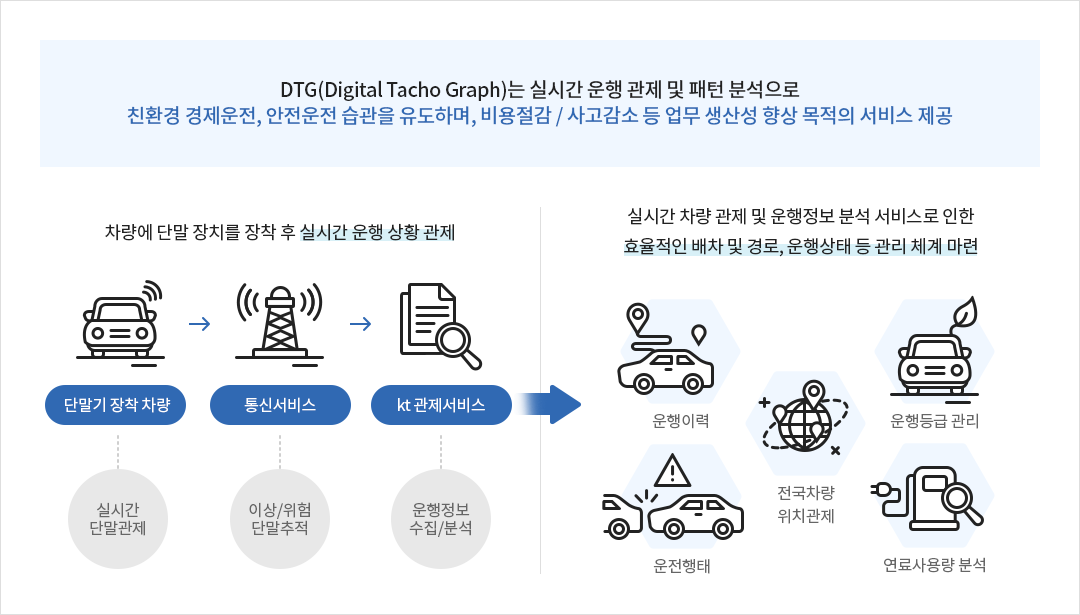 DTG(Digital Tacho Graph)는 실시간 운행 관제 및 패턴 분석으로
친환경 경제운전, 안전운전 습관을 유도하며, 비용절감 / 사고감소 등 업무 생산성 향상 목적의 서비스 제공
차량에 단말 장치를 장착 후 실시간 운행 상황 관제
단말기 장착 차량
통신서비스
kt 관제서비스
실시간
단말관제
이상/위험
단말추적
운행정보
수집/분석
실시간 차량 관제 및 운행정보 분석 서비스로 인한
효율적인 배차 및 경로, 운행상태 등 관리 체계 마련
운행이력
운행등급 관리
전국차량
위치관제
운전행태
연료사용량 분석